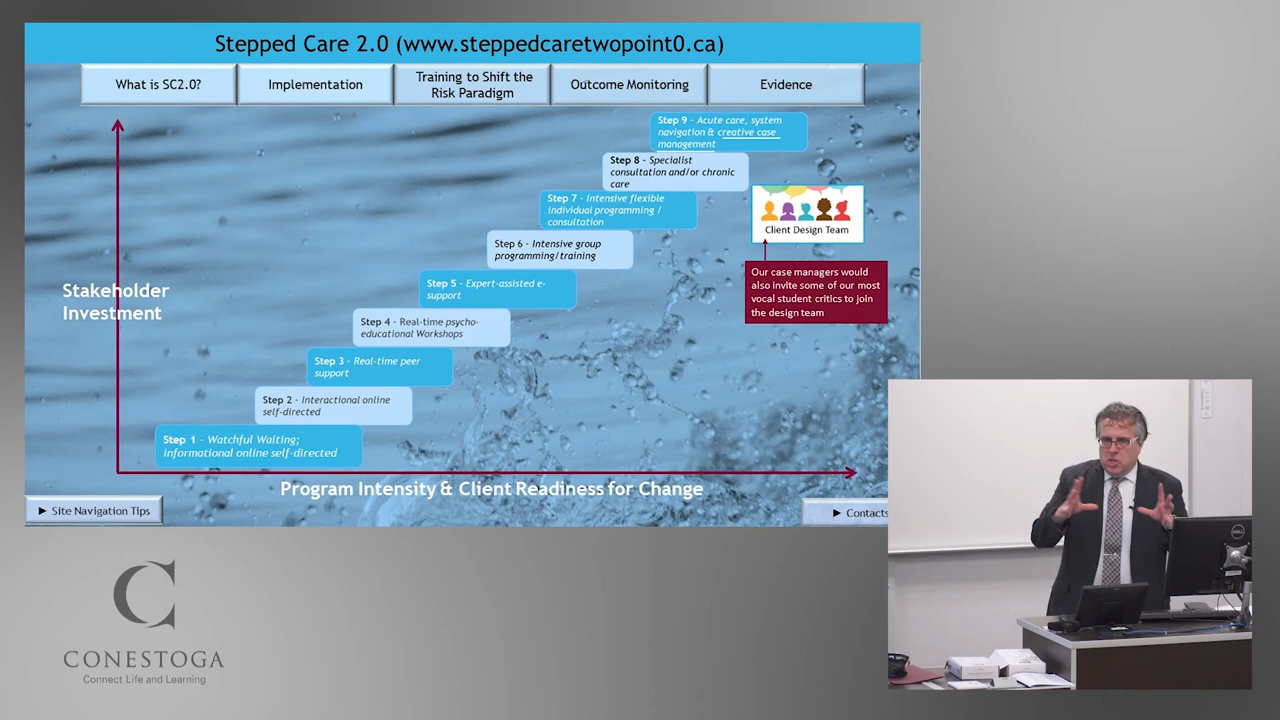 Stepped Care 2.0 (www.steppedcaretwopoint0.ca)
What is SC2.0?
Implementation
Training to Shift the
Risk Paradigm
Outcome Monitoring
Evidence
Step 9 – Acute care, system
navigation & creative case
management
Step 8 – Specialist
consultation and/or chronic
care
Step 7 – Intensive flexible
individual programming /
consultation
Client Design Team
Step 6 – Intensive group
programming/training
Our case managers would
also invite some of our most
vocal student critics to join
the design team
Step 5 – Expert-assisted e-
support
Stakeholder
Investment
Step 4 – Real-time psycho-
educational Workshops
Step 3 – Real-time peer
support
Step 2 – Interactional online
self-directed
Step 1 – Watchful Waiting;
informational online self-directed
Program Intensity & Client Readiness for Change
► Site Navigation Tips
► Contacts
DELL
CONESTOGA
Connect Life and Learning